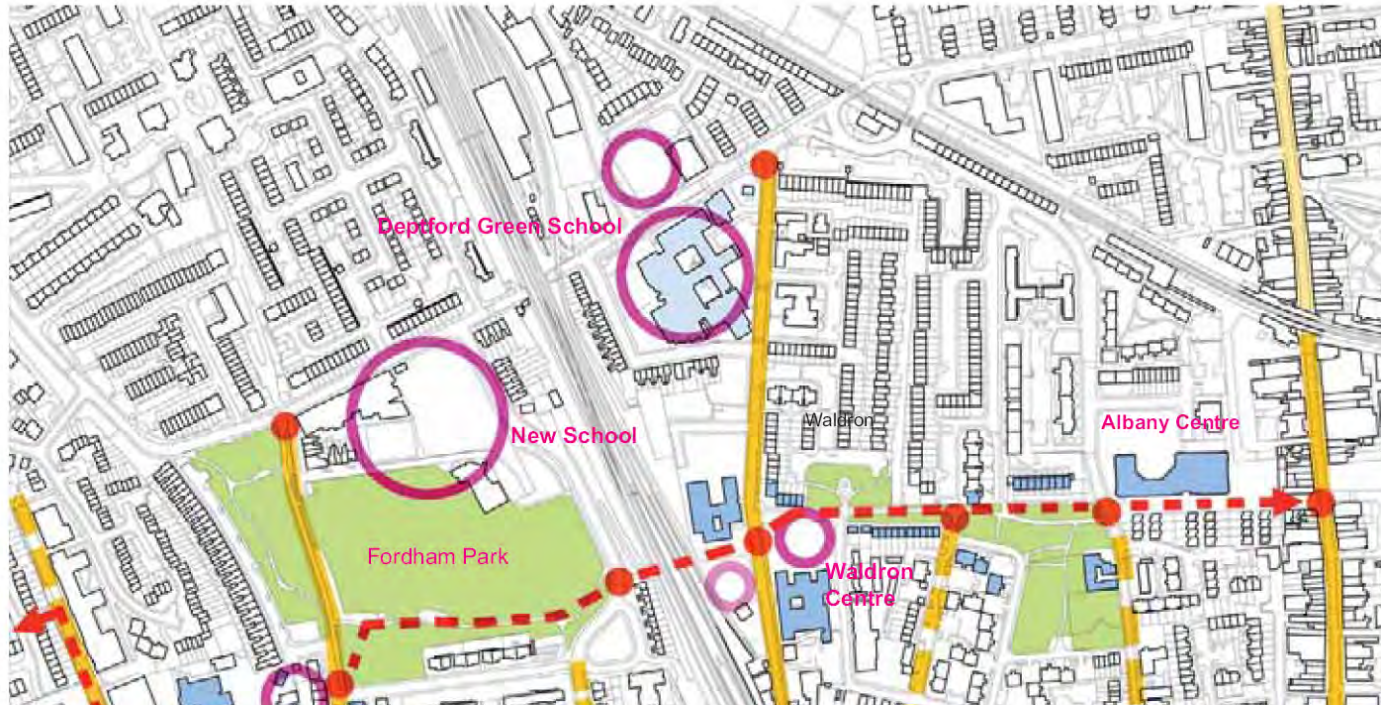 Deptford Green School
New School
Waldron
Albany Centre
Fordham Park
Waldron
Centre